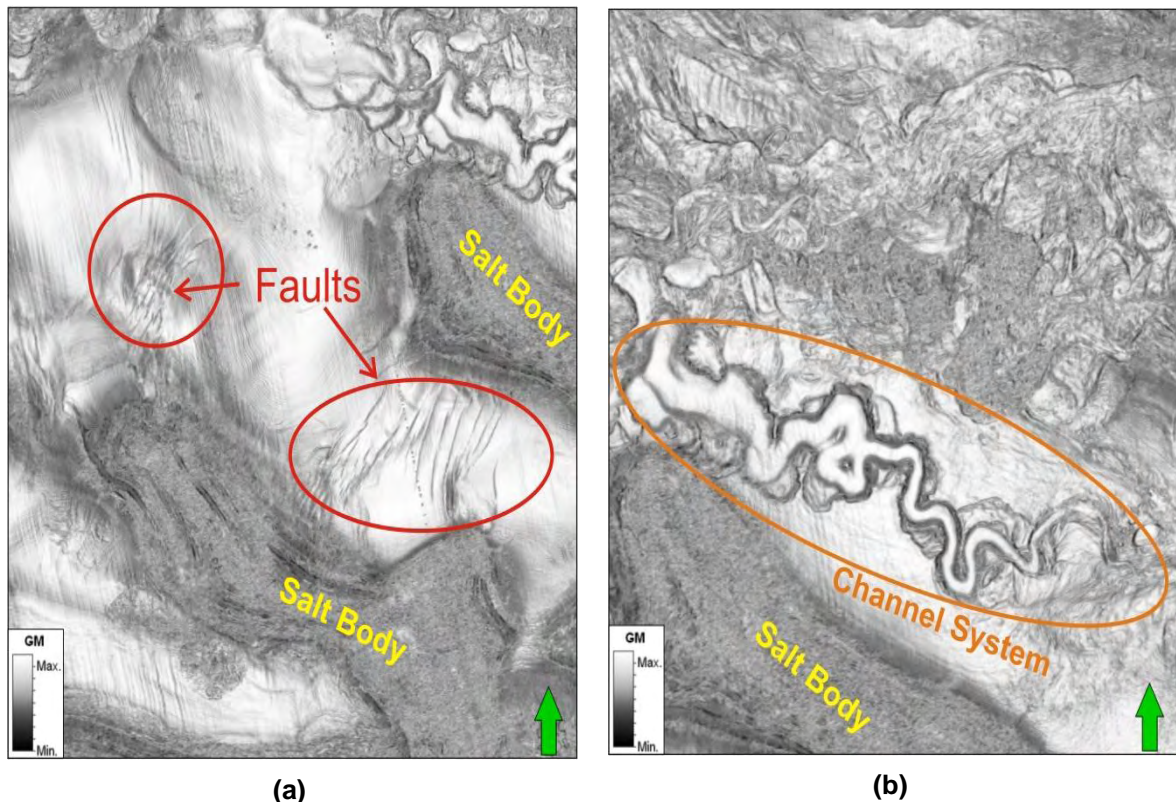 Faults
Salt Body
Salt Body
GM
Max.
Min.
(a)
Channel System
Salt Body
GM
Max.
Min.
(b)